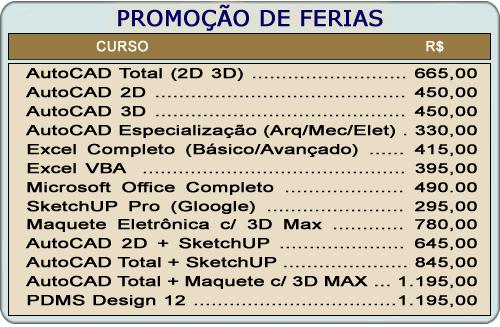 PROMOÇÃO DE FERIAS
CURSO R$
AutoCAD Total (2D 3D) .......................... 665,00
AutoCAD 2D .......................................... 450,00
AutoCAD 3D .......................................... 450,00
AutoCAD Especialização (Arq/Mec/Elet) . 330,00
Excel Completo (Básico/Avançado) ...... 415,00
Excel VBA .......................................... 395,00
Microsoft Office Completo .................... 490.00
SketchUP Pro (Gloogle) ....................... 295,00
Maquete Eletrônica c/ 3D Max ............ 780,00
AutoCAD 2D + SketchUP ..................... 645,00
AutoCAD Total + SketchUP ..................... 845,00
AutoCAD Total + Maquete c/ 3D MAX ... 1.195,00
PDMS Design 12 ..................................1.195,00